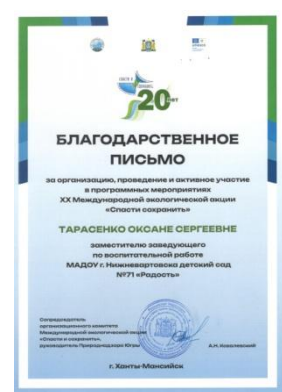 20 лет
БЛАГОДАРСТВЕННОЕ
ПИСЬМО
за организацию, проведение и активное участие
в программных мероприятиях
XX Международной экологической акции
«Спасти сохранить»
ТАРАСЕНКО ОКСАНЕ СЕРГЕЕВНЕ
заместителю заведующего
по воспитательной работе
МАДОУ г. Нижневартовска детский сад
№71 «Радость»
Сопредседатель
организационного комитета
Международной экологической акции
«Спасти и сохранить»,
руководитель Природнадзора Югры
А.Н. Ковалевский
г. Ханты-Мансийск